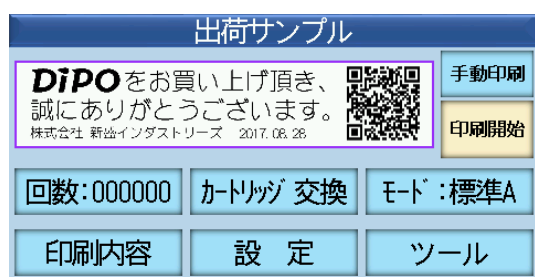 出荷サンプル
DiPOをお買い上げ頂き、
誠にありがとうございます。
株式会社 新盛インダストリーズ 2017.08.28
手動印刷
印刷開始
回数:000000
ｶｰﾄﾘｯｼﾞ 交換
ﾓｰﾄﾞ:標準A
印刷内容
設 定
ツール